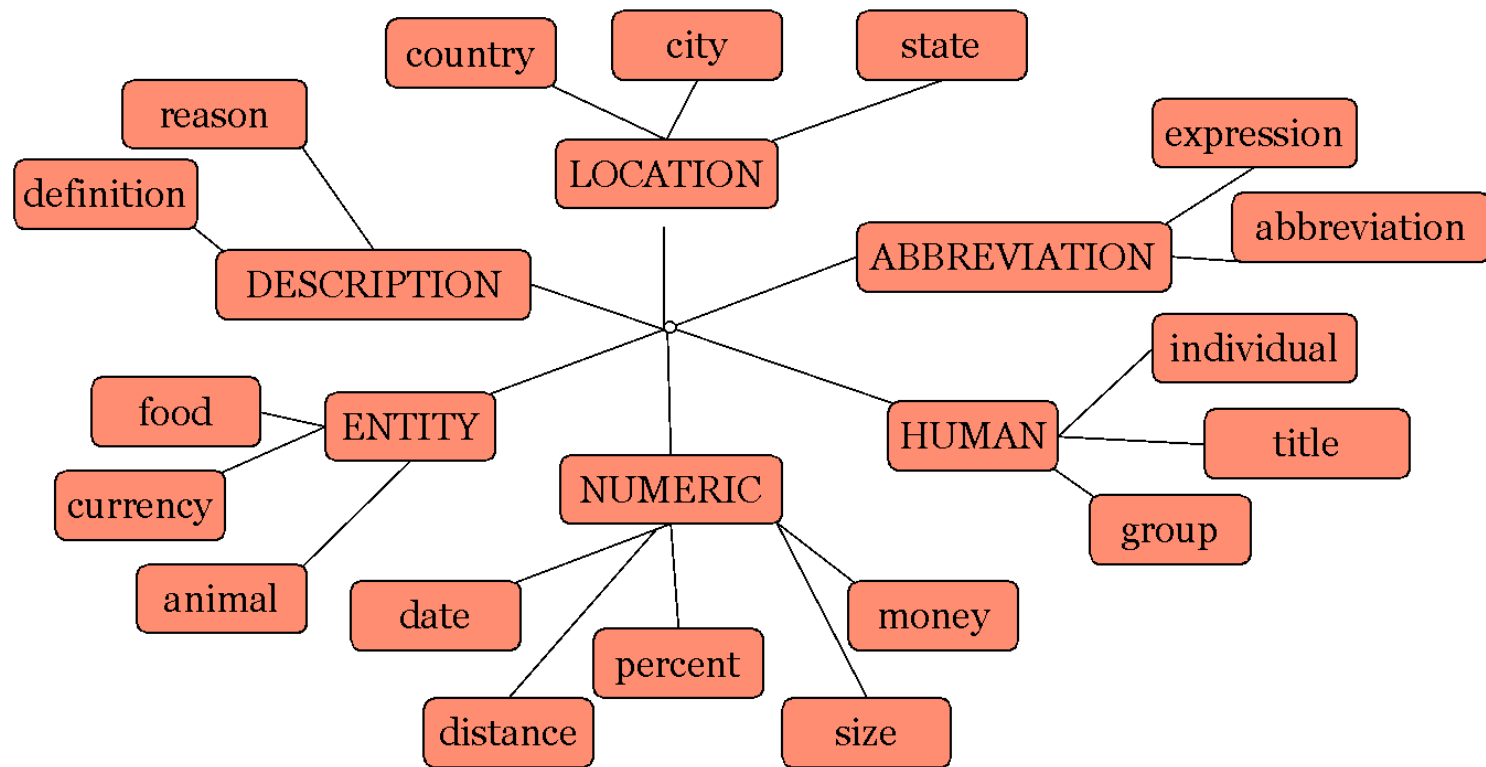 country
city
state
reason
expression
definition
LOCATION
abbreviation
DESCRIPTION
ABBREVIATION
individual
food
ENTITY
HUMAN
title
currency
NUMERIC
group
animal
date
money
percent
distance
size